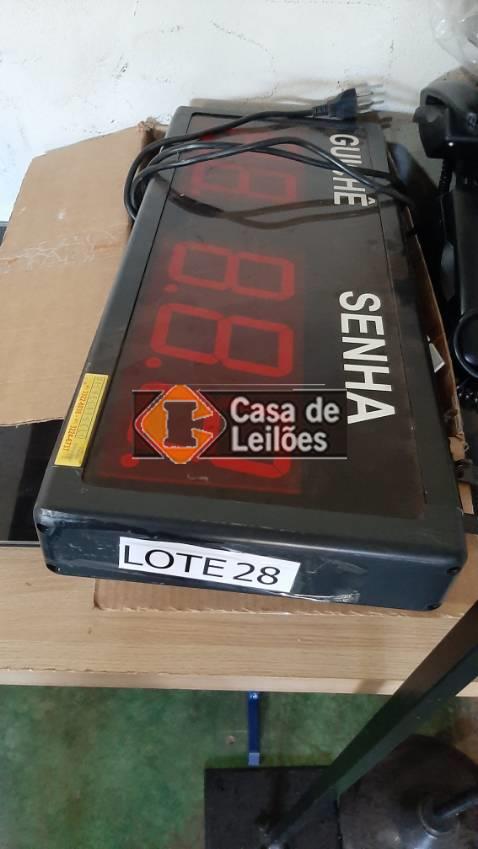 GUICHÊ
SENHA
Casa de
Leilões
LOTE 28